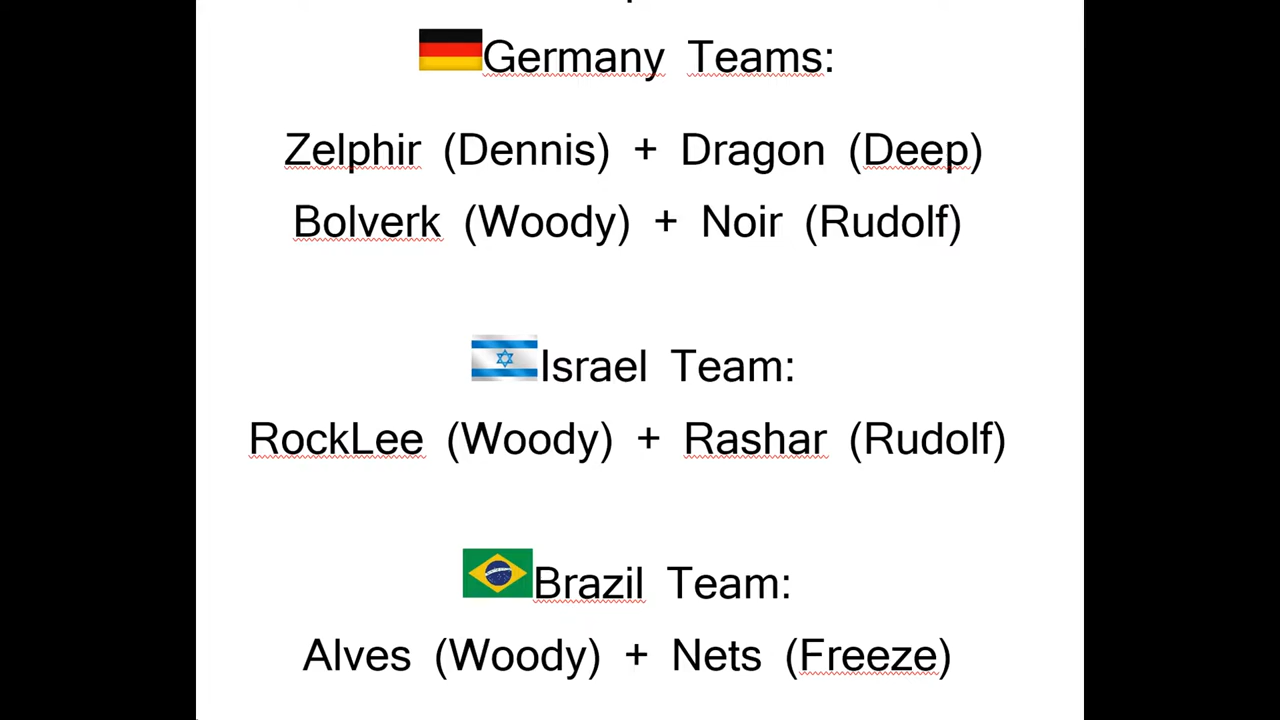 Germany Teams:
Zelphir (Dennis) + Dragon (Deep)
Bolverk (Woody) + Noir (Rudolf)
Israel Team:
RockLee (Woody) + Rashar (Rudolf)
Brazil Team:
Alves (Woody) + Nets (Freeze)